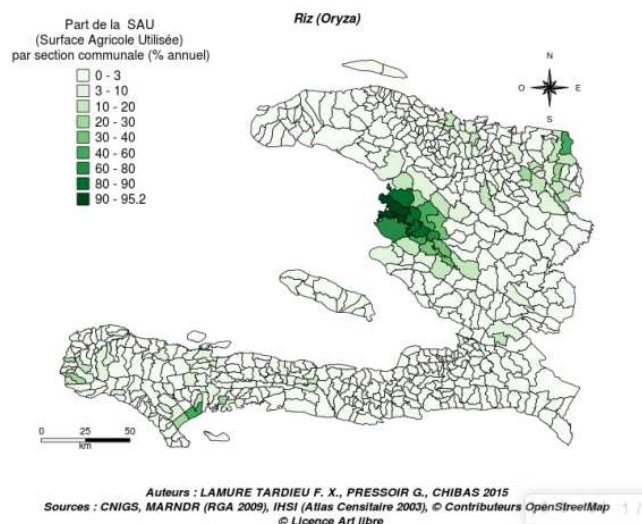 Riz (Oryza)
Part de la SAU
(Surface Agricole Utilisée)
par section communale (% annuel)
0 - 3
3 - 10
10 - 20
20 - 30
30 - 40
40 - 60
60 - 80
80 - 90
90 - 95.2
N
O E
S
0 25 50
km
Auteurs : LAMURE TARDIEU F. X., PRESSOIR G., CHIBAS 2015
Sources : CNIGS, MARNDR (RGA 2009), IHSI (Atlas Censitaire 2003), © Contributeurs OpenStreetMap
© Licence Art libre